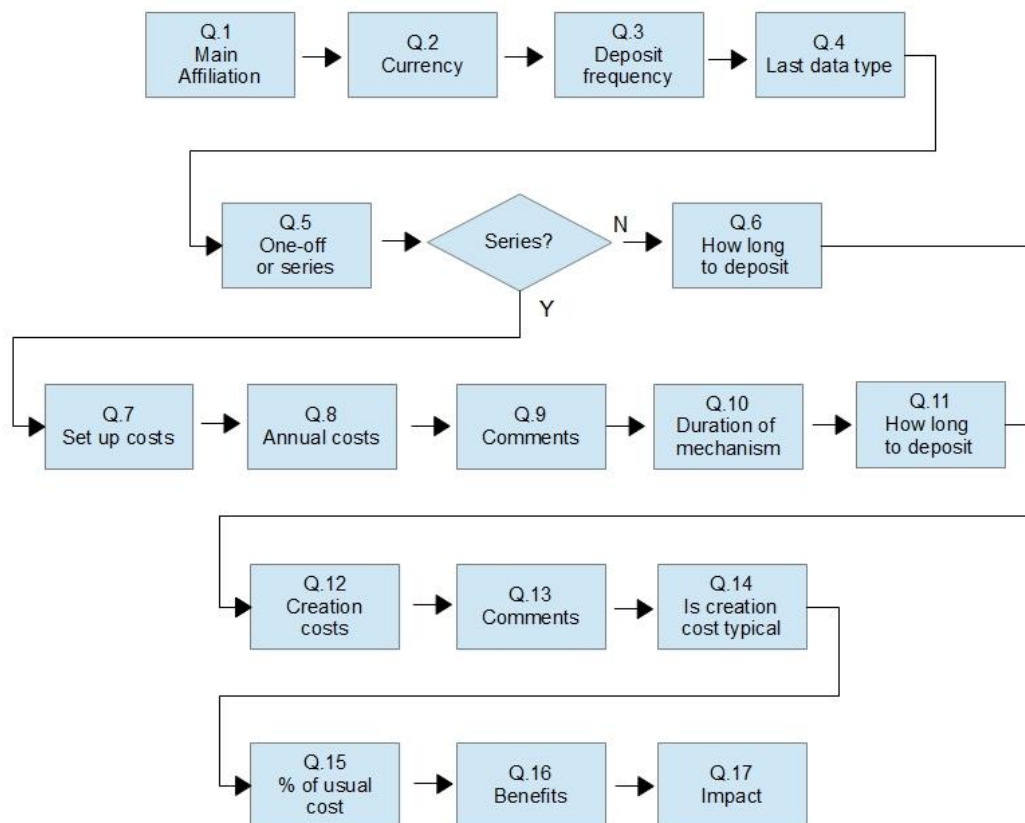 Q.1
Main
Affiliation
Q.2
Currency
Q.3
Deposit
frequency
Q.4
Last data type
Q.5
One-off
or series
Series?
N
Q.6
How long
to deposit
Y
Q.7
Set up costs
Q.8
Annual costs
Q.9
Comments
Q.10
Duration of
mechanism
Q.11
How long
to deposit
Q.12
Creation
costs
Q.13
Comments
Q.14
Is creation
cost typical
Q.15
% of usual
cost
Q.16
Benefits
Q.17
Impact